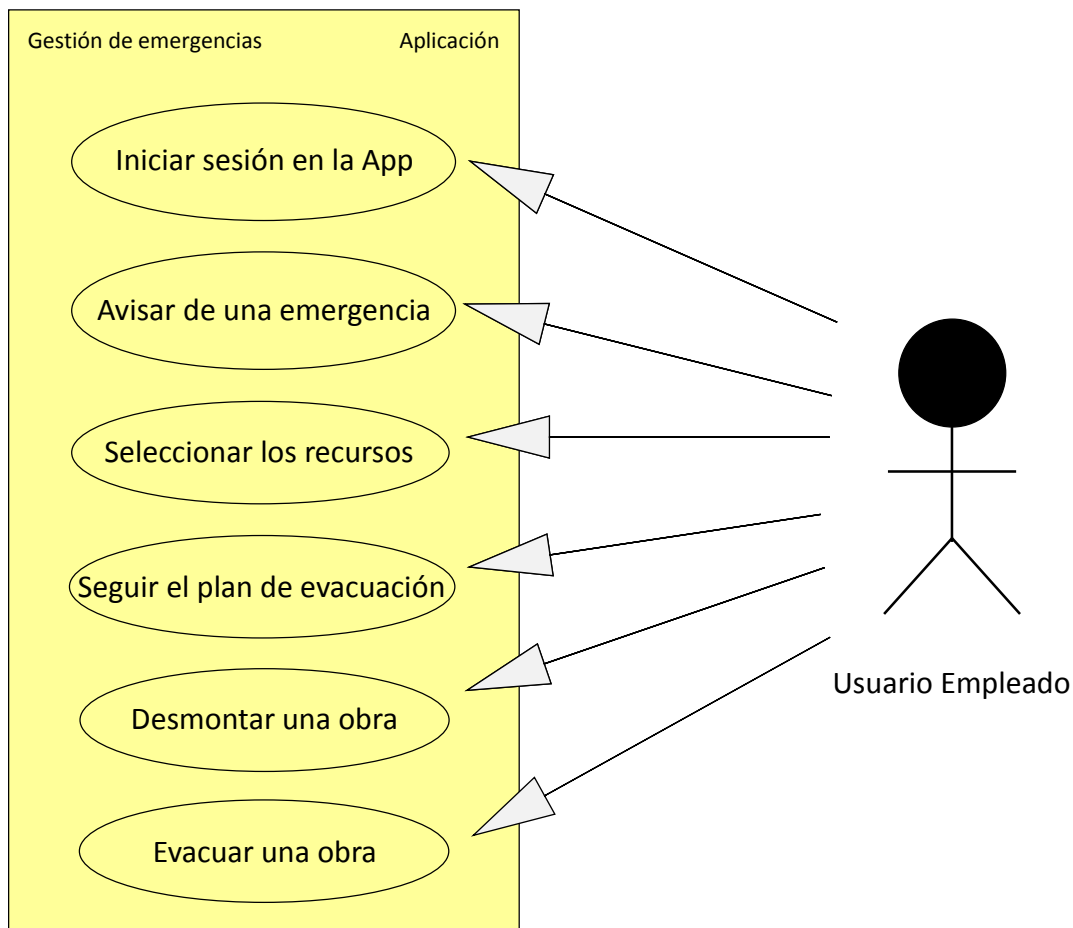 Gestión de emergencias Aplicación
Iniciar sesión en la App
Avisar de una emergencia
Seleccionar los recursos
Seguir el plan de evacuación
Desmontar una obra
Evacuar una obra
Usuario Empleado